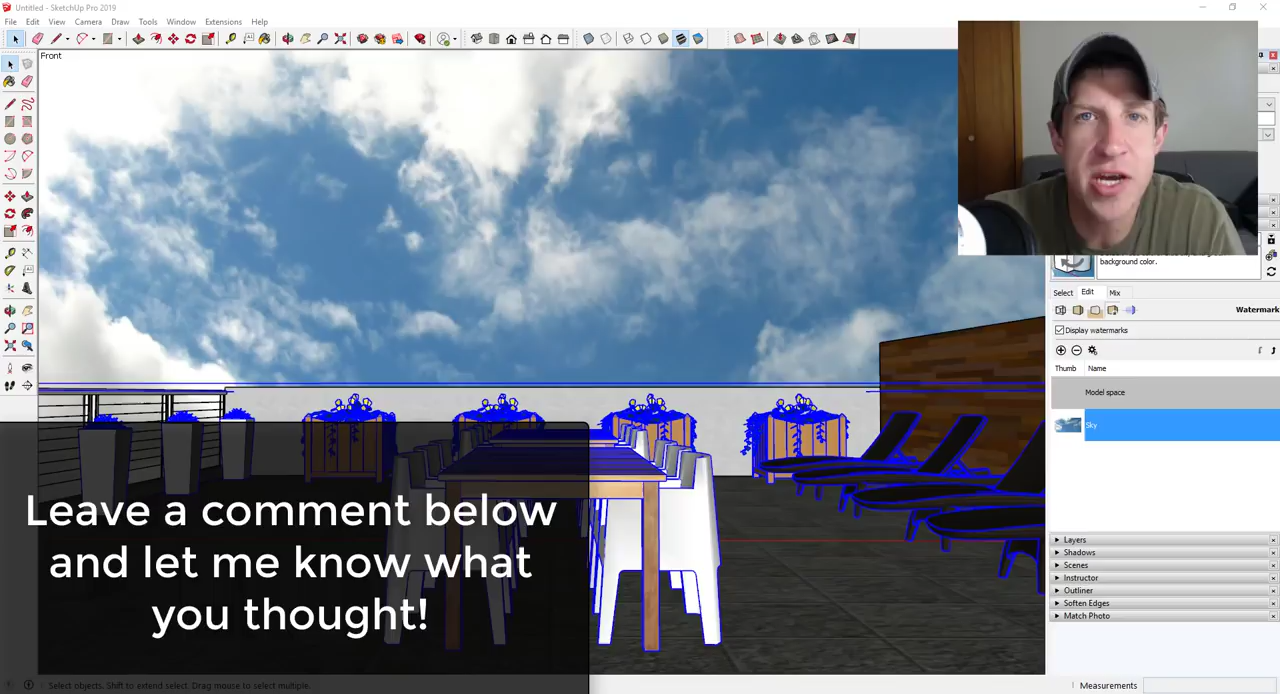 Untitled - SketchUp Pro 2019
File Edit View Camera Draw Tools Window Extensions Help
Front
background color.
Select Edit Mix
Watermark
Display watermarks
Thumb Name
Model space
Sky
Leave a comment below
and let me know what
you thought!
Layers
Shadows
Scenes
Instructor
Outliner
Soften Edges
Match Photo
Select objects. Shift to extend select. Drag mouse to select multiple.
Measurements